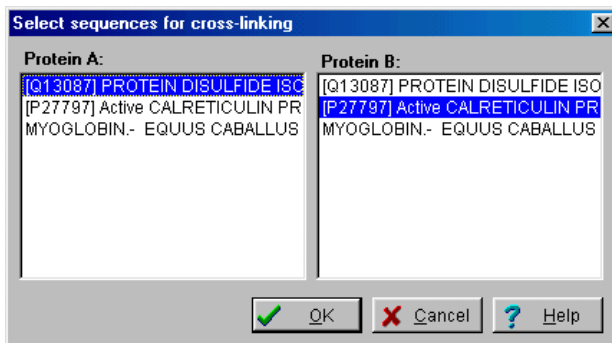 Select sequences for cross-linking
Protein A:
[Q13087] PROTEIN DISULFIDE ISO
[P27797] Active CALRETICULIN PR
MYOGLOBIN.- EQUUS CABALLUS
Protein B:
[Q13087] PROTEIN DISULFIDE ISO
[P27797] Active CALRETICULIN PR
MYOGLOBIN.- EQUUS CABALLUS
OK
Cancel
Help